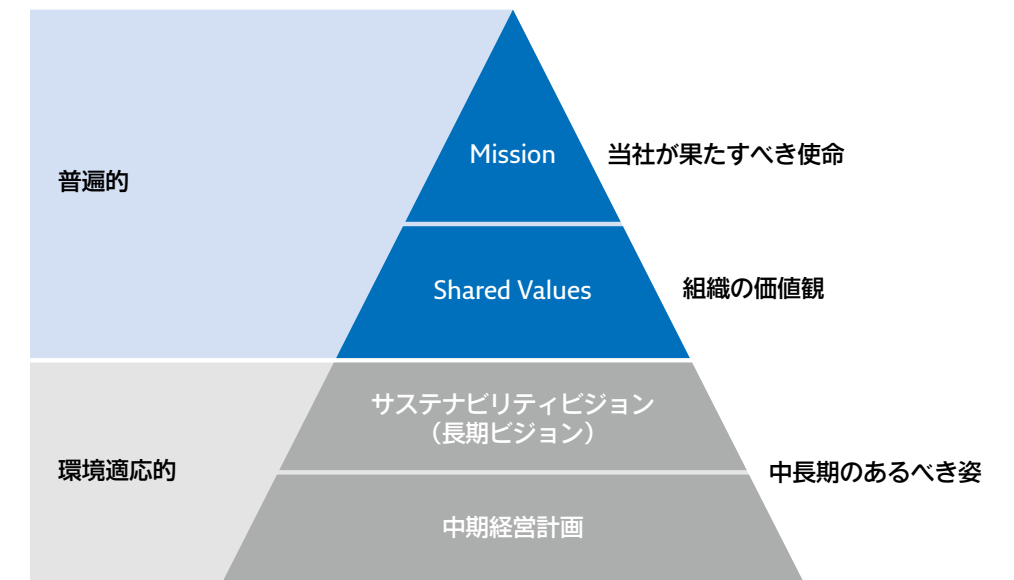 Mission
当社が果たすべき使命
普遍的
Shared Values
組織の価値観
サステナビリティビジョン
（長期ビジョン）
環境適応的
中長期のあるべき姿
中期経営計画